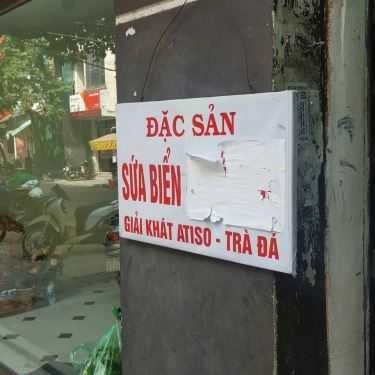 ĐẶC SẢN
SỨA BIỂN
GIẢI KHÁT ATISO - TRÀ ĐÁ